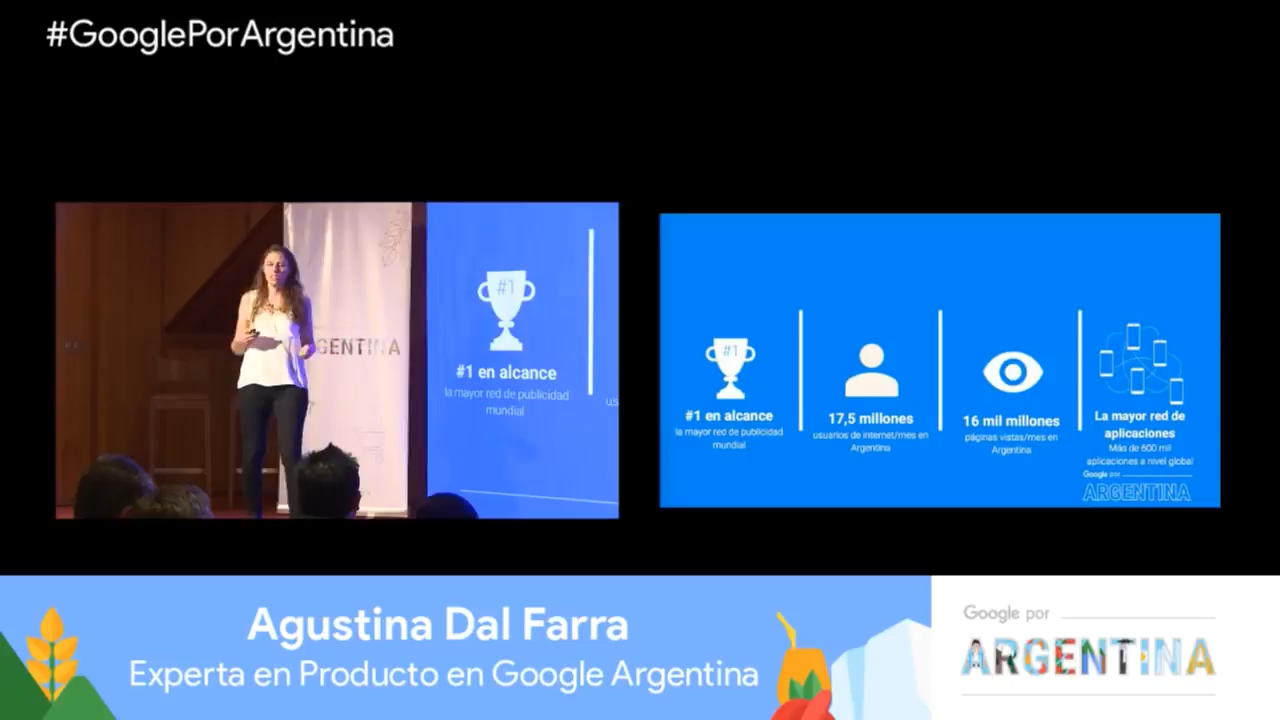 #GooglePorArgentina
GENTINA
#1
#1 en alcance
la mayor red de publicidad
mundial
us
#1
#1 en alcance
la mayor red de publicidad
mundial
17,5 millones
usuarios de internet/mes en
Argentina
16 mil millones
páginas vistas/mes en
Argentina
La mayor red de
aplicaciones
Más de 600 mil
aplicaciones a nivel global
Google por
ARGENTINA
Agustina Dal Farra
Experta en Producto en Google Argentina
Google por
ARGENTINA